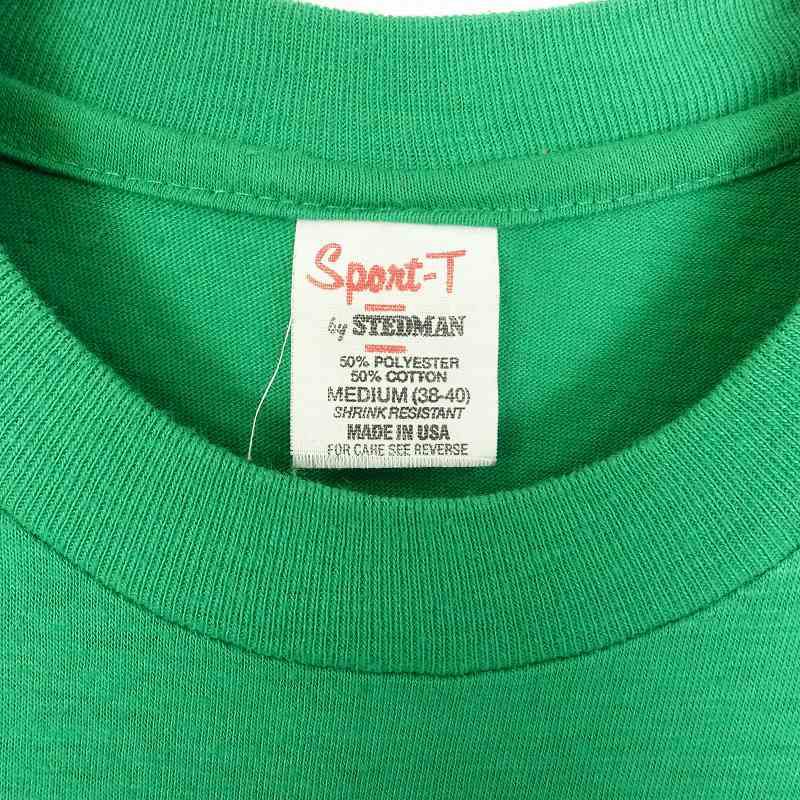 Sport-T
by STEDMAN
50% POLYESTER
50% COTTON
MEDIUM (38-40)
SHRINK RESISTANT
MADE IN USA
FOR CARE SEE REVERSE